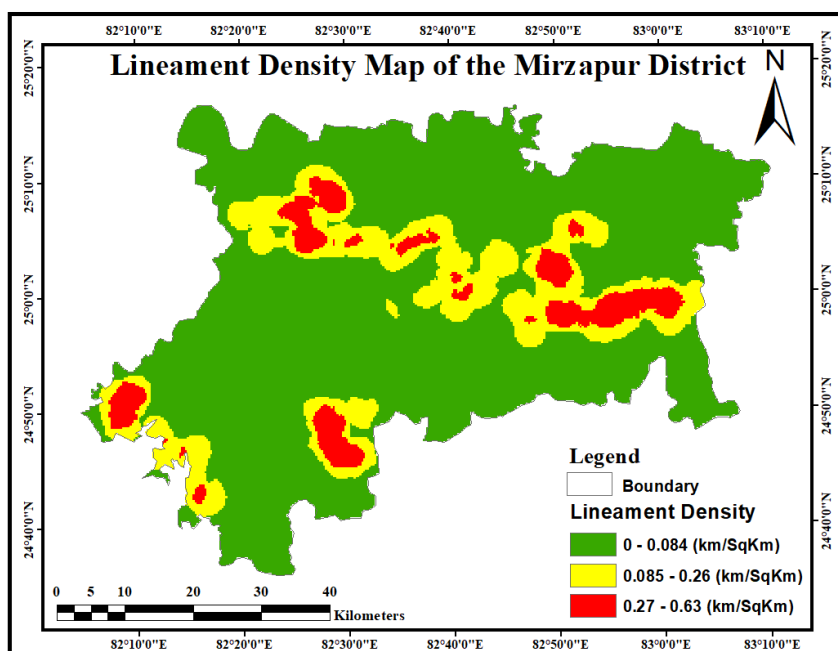 82°10'0"E 82°20'0"E 82°30'0"E 82°40'0"E 82°50'0"E 83°0'0"E 83°10'0"E
Lineament Density Map of the Mirzapur District
N
25°20'0"N
25°10'0"N
25°0'0"N
24°50'0"N
24°40'0"N
25°20'0"N
25°10'0"N
25°0'0"N
24°50'0"N
24°40'0"N
Legend
Boundary
Lineament Density
0 - 0.084 (km/SqKm)
0.085 - 0.26 (km/SqKm)
0.27 - 0.63 (km/SqKm)
0 5 10 20 30 40
Kilometers
82°10'0"E 82°20'0"E 82°30'0"E 82°40'0"E 82°50'0"E 83°0'0"E 83°10'0"E